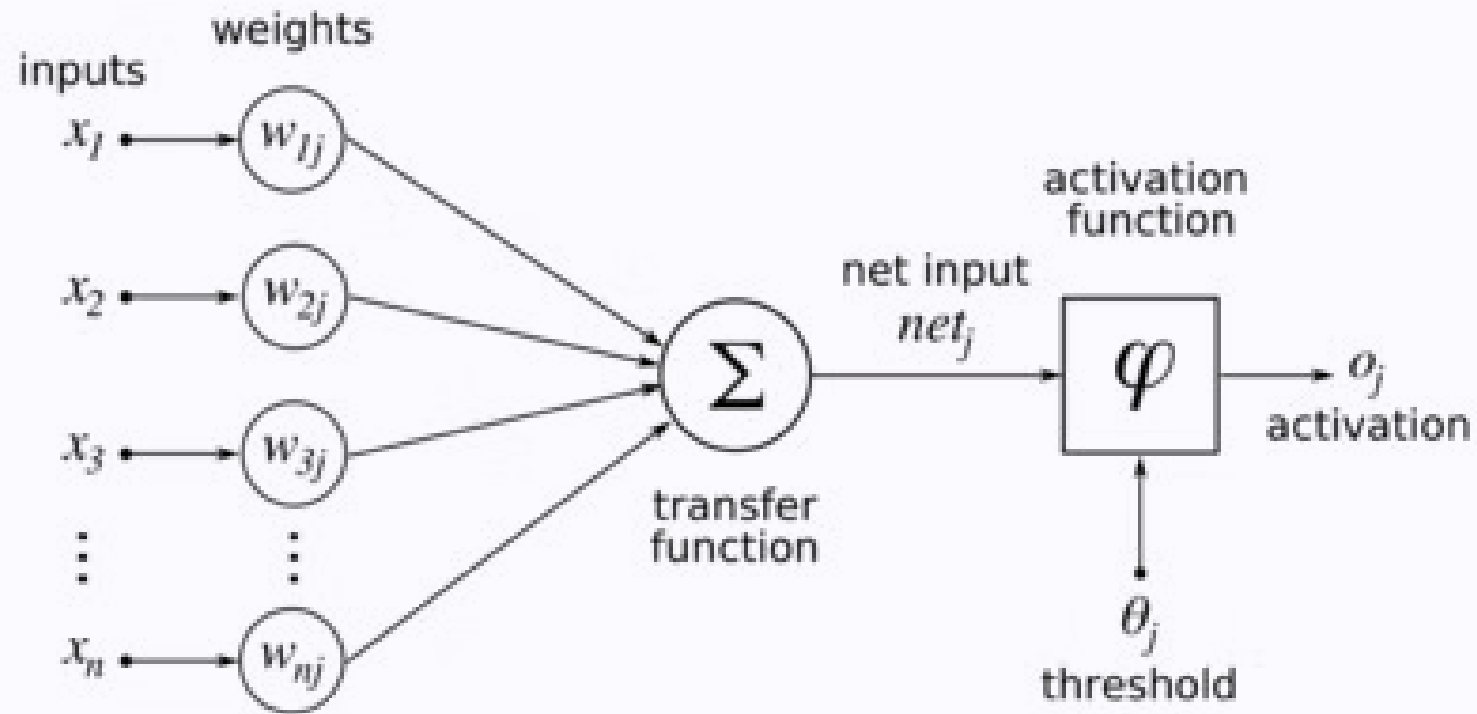 weights
inputs
x₁
w₁ⱼ
activation
function
x₂
w₂ⱼ
net input
netⱼ
Σ
φ
oⱼ
activation
x₃
w₃ⱼ
transfer
function
⋮
⋮
θⱼ
threshold
xₙ
wₙⱼ